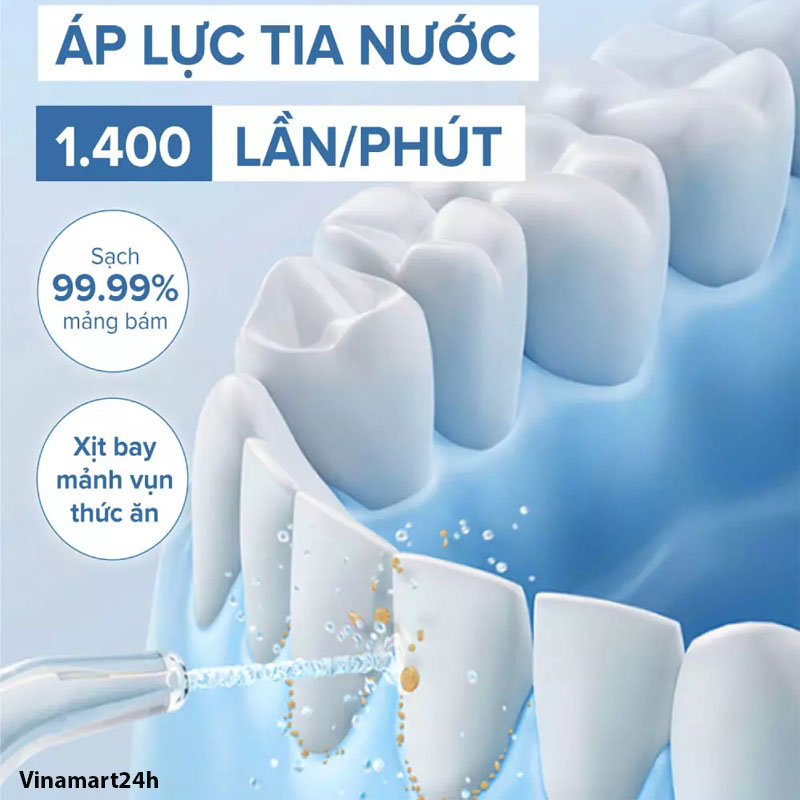 ÁP LỰC TIA NƯỚC
1.400 LẦN/PHÚT
Sạch
99.99%
mảng bám
Xịt bay
mảnh vụn
thức ăn
Vinamart24h